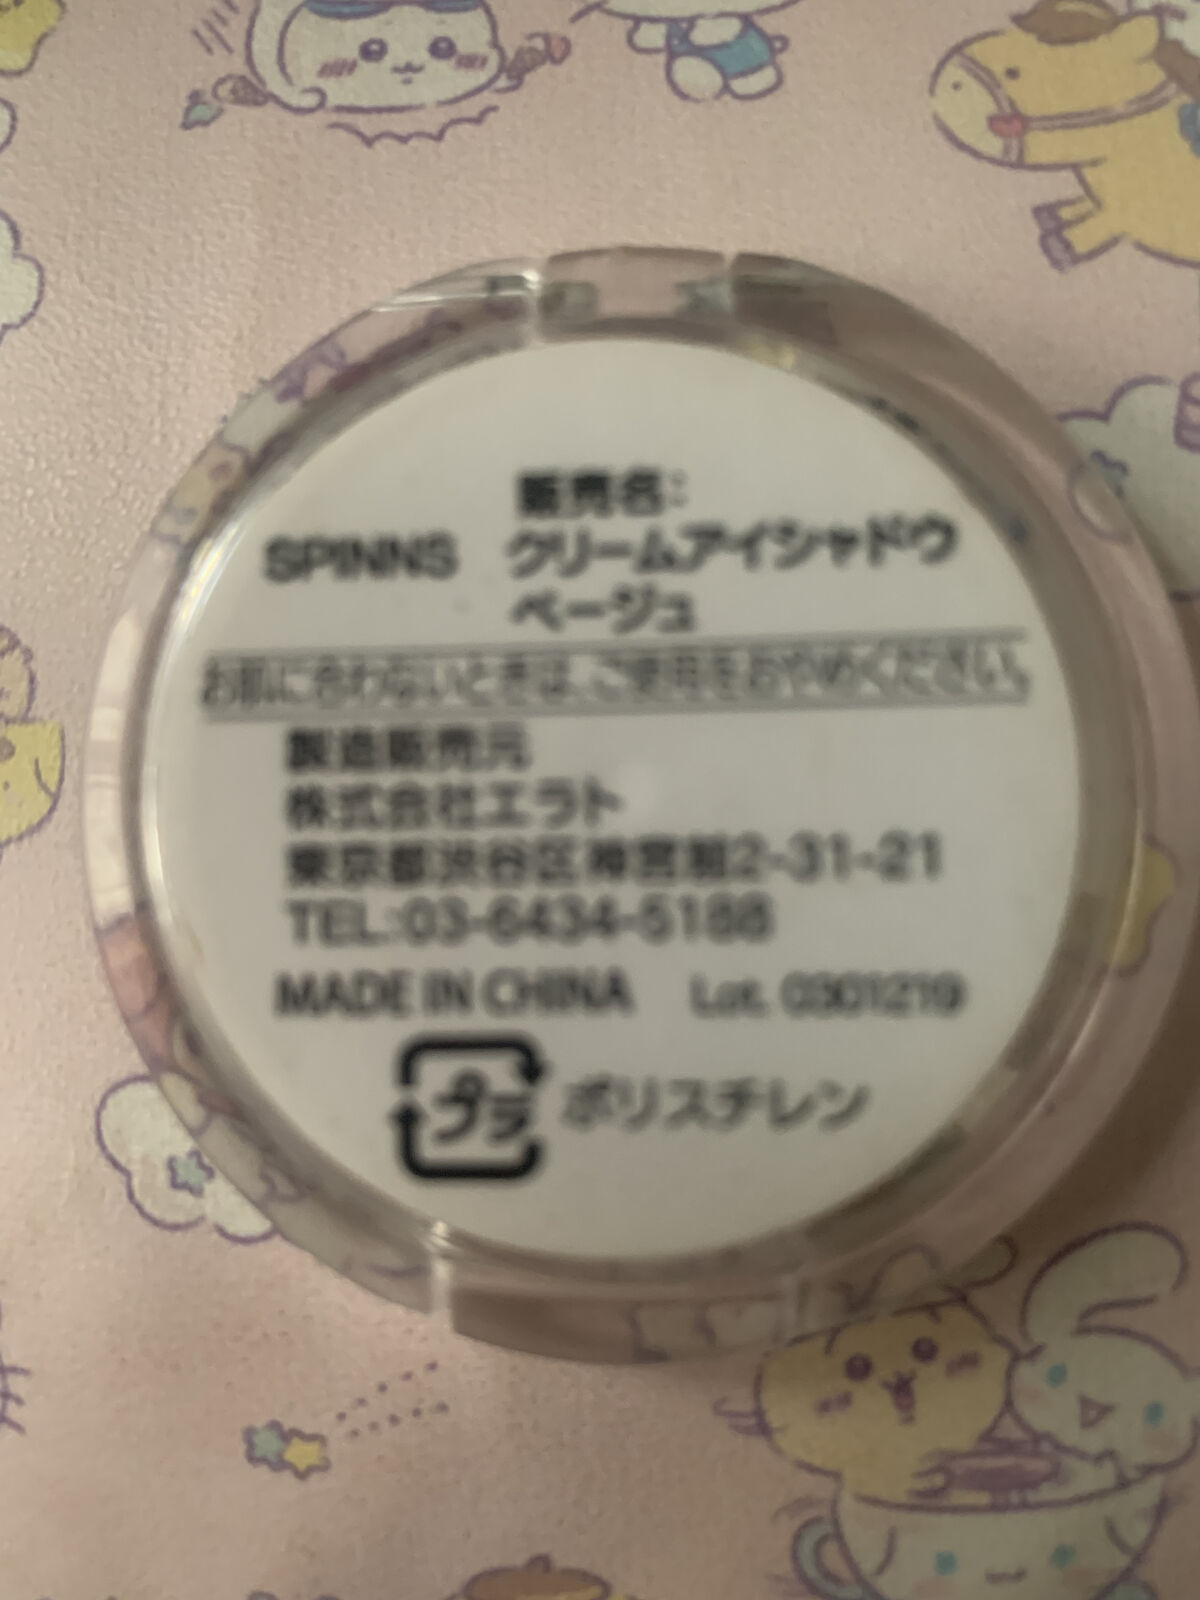 販売名:
SPINNS クリームアイシャドウ
ベージュ
お肌に合わないときは、ご使用をおやめください。
製造販売元
株式会社エラト
東京都渋谷区神宮前2-31-21
TEL:03-6434-5188
MADE IN CHINA Lot. 0301219
プラ ポリスチレン